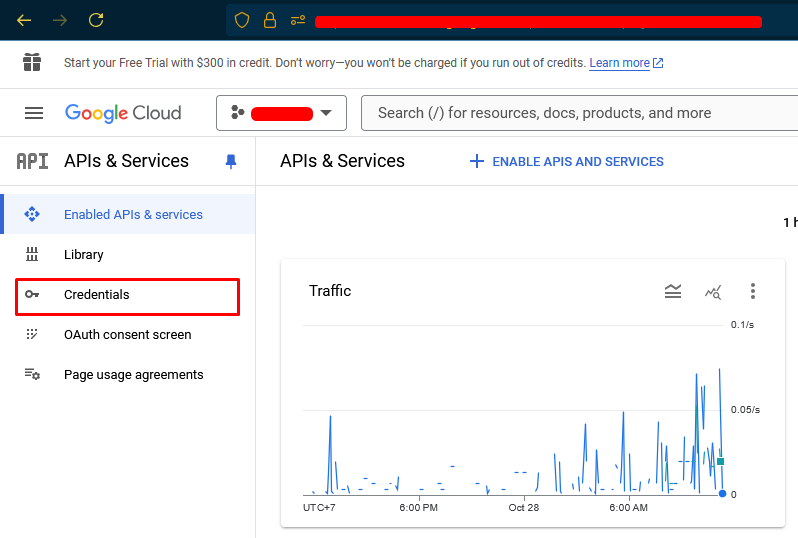 Start your Free Trial with $300 in credit. Don't worry—you won't be charged if you run out of credits. Learn more
Google Cloud
Search (/) for resources, docs, products, and more
API APIs & Services
APIs & Services
ENABLE APIS AND SERVICES
Enabled APIs & services
Library
Credentials
OAuth consent screen
Page usage agreements
1 h
Traffic
0.1/s
0.05/s
0
UTC+7 6:00 PM Oct 28 6:00 AM